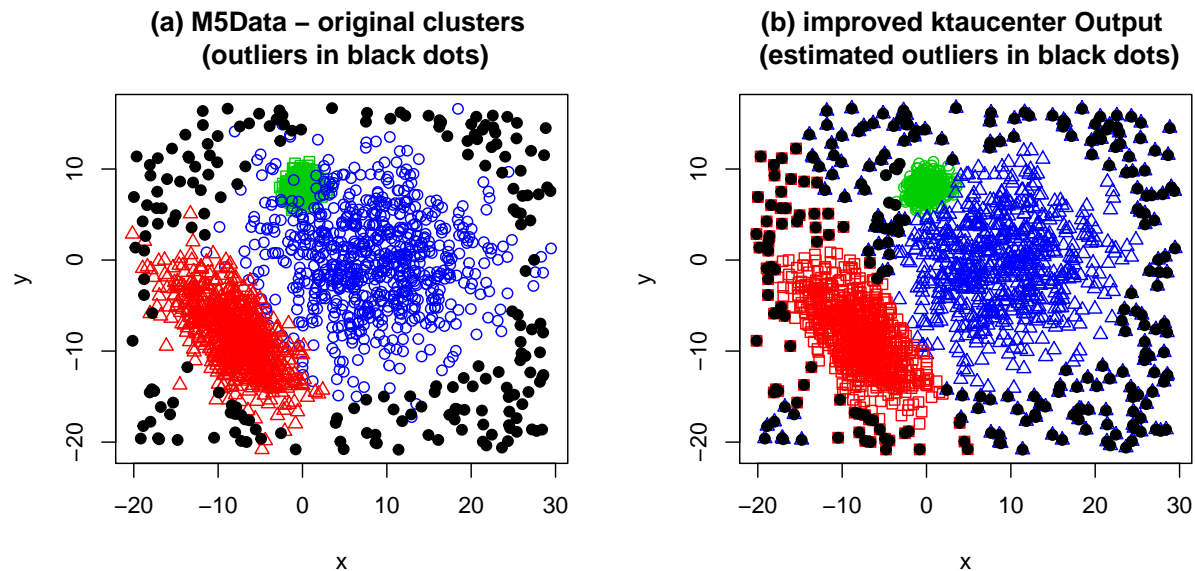 (a) M5Data – original clusters
(outliers in black dots)
(b) improved ktaucenter Output
(estimated outliers in black dots)
10
0
−10
−20
y
−20 −10 0 10 20 30
x
10
0
−10
−20
y
−20 −10 0 10 20 30
x